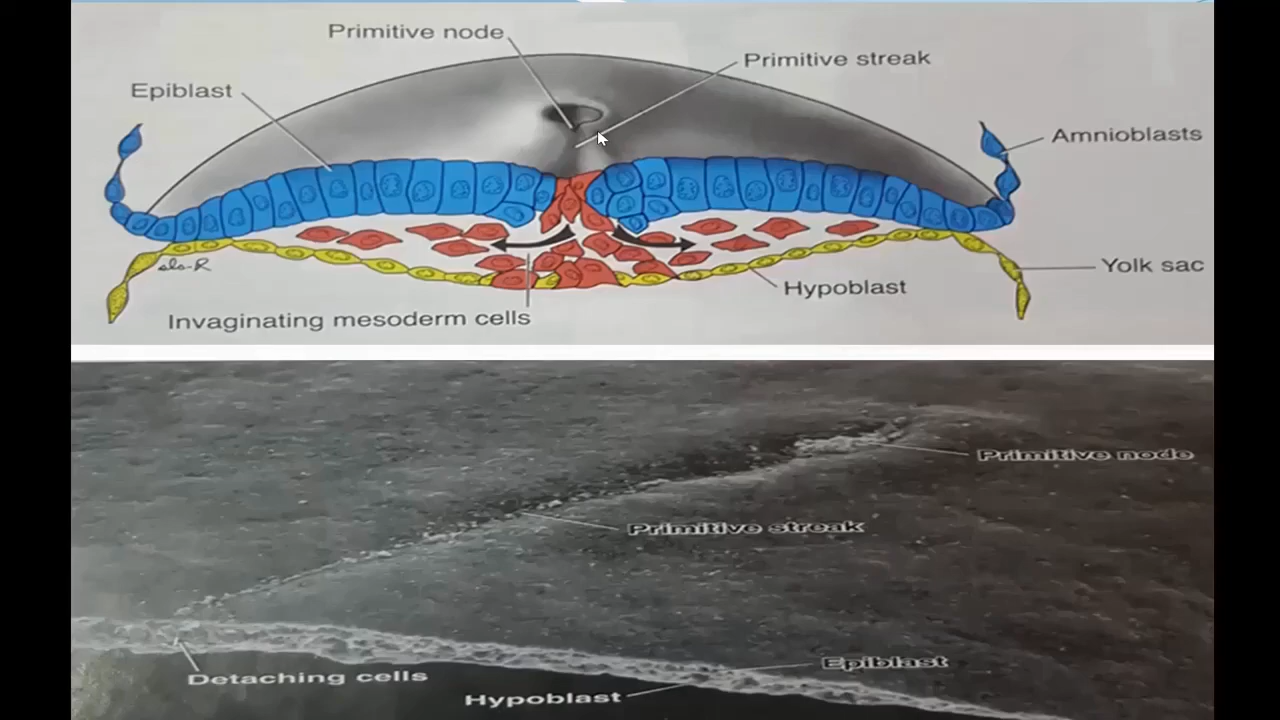 Primitive node
Primitive streak
Epiblast
Amnioblasts
Yolk sac
Hypoblast
Invaginating mesoderm cells
Primitive node
Primitive streak
Epiblast
Detaching cells
Hypoblast